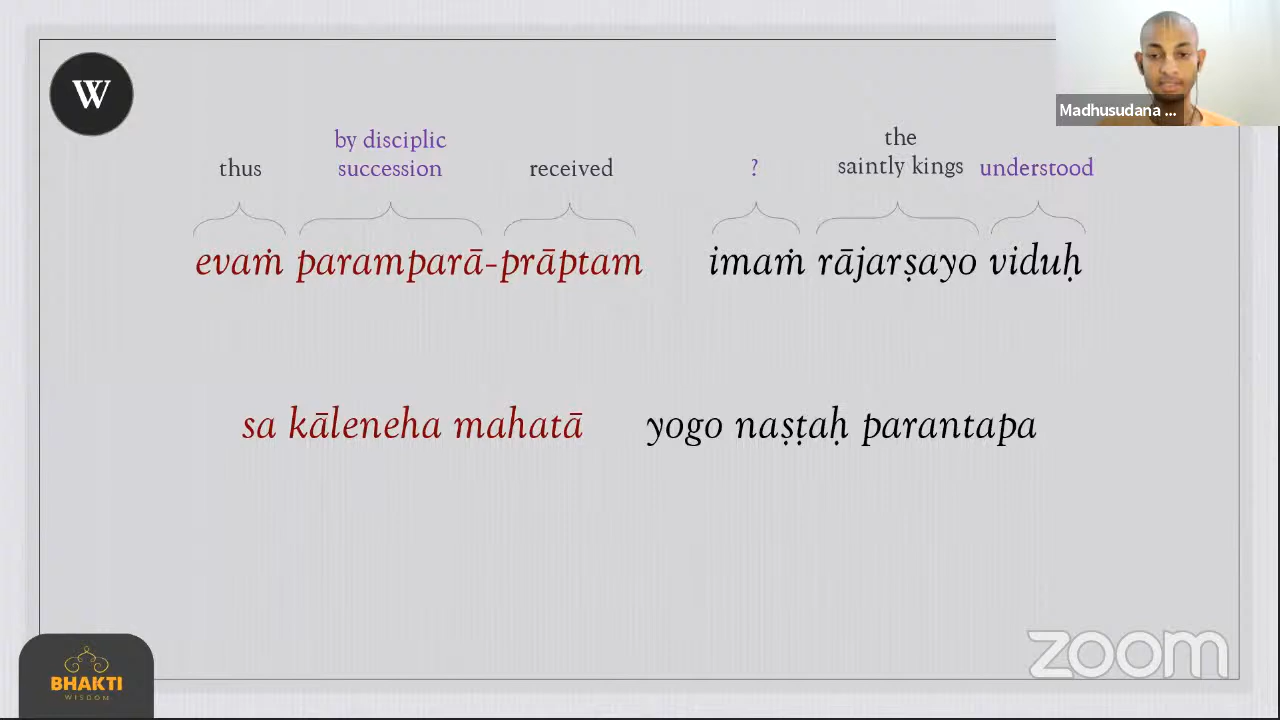 W
Madhusudana ...
thus
by disciplic
succession
received
?
the
saintly kings
understood
evaṁ paramparā-prāptam imaṁ rājarṣayo viduḥ
sa kāleneha mahatā yogo naṣṭaḥ parantapa
BHAKTI
WISDOM
zoom